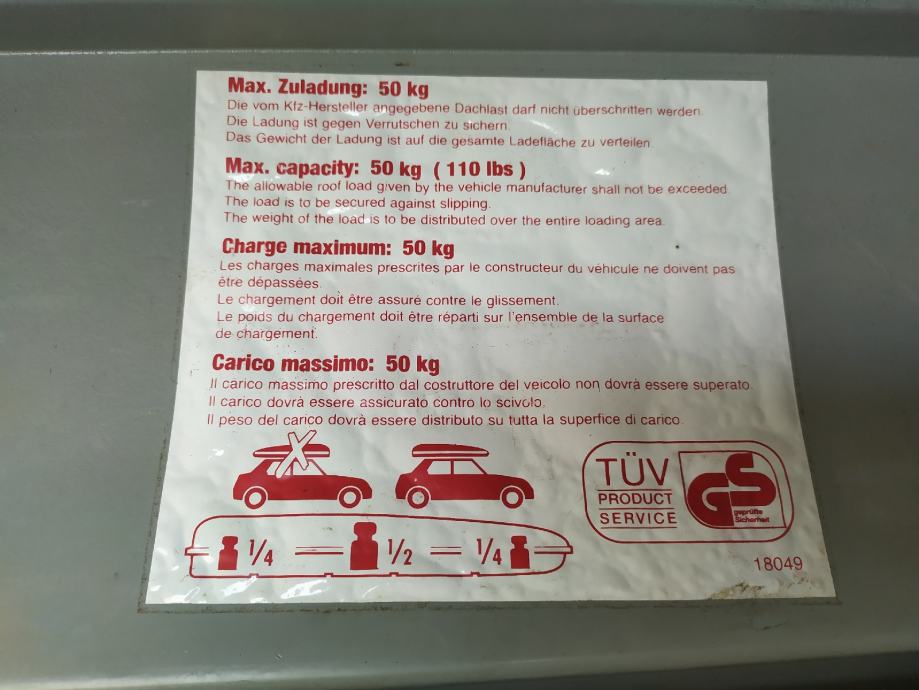 Max. Zuladung: 50 kg
Die vom Kfz-Hersteller angegebene Dachlast darf nicht überschritten werden.
Die Ladung ist gegen Verrutschen zu sichern.
Das Gewicht der Ladung ist auf die gesamte Ladefläche zu verteilen.
Max. capacity: 50 kg ( 110 lbs )
The allowable roof load given by the vehicle manufacturer shall not be exceeded.
The load is to be secured against slipping.
The weight of the load is to be distributed over the entire loading area.
Charge maximum: 50 kg
Les charges maximales prescrites par le constructeur du véhicule ne doivent pas
être dépassées.
Le chargement doit être assuré contre le glissement.
Le poids du chargement doit être réparti sur l'ensemble de la surface
de chargement.
Carico massimo: 50 kg
Il carico massimo prescritto dal costruttore del veicolo non dovrà essere superato.
Il carico dovrà essere assicurato contro lo scivolo.
Il peso del carico dovrà essere distributo su tutta la superfice di carico.
1/4 1/2 1/4
TÜV
PRODUCT
SERVICE
GS
geprüfte
Sicherheit
18049